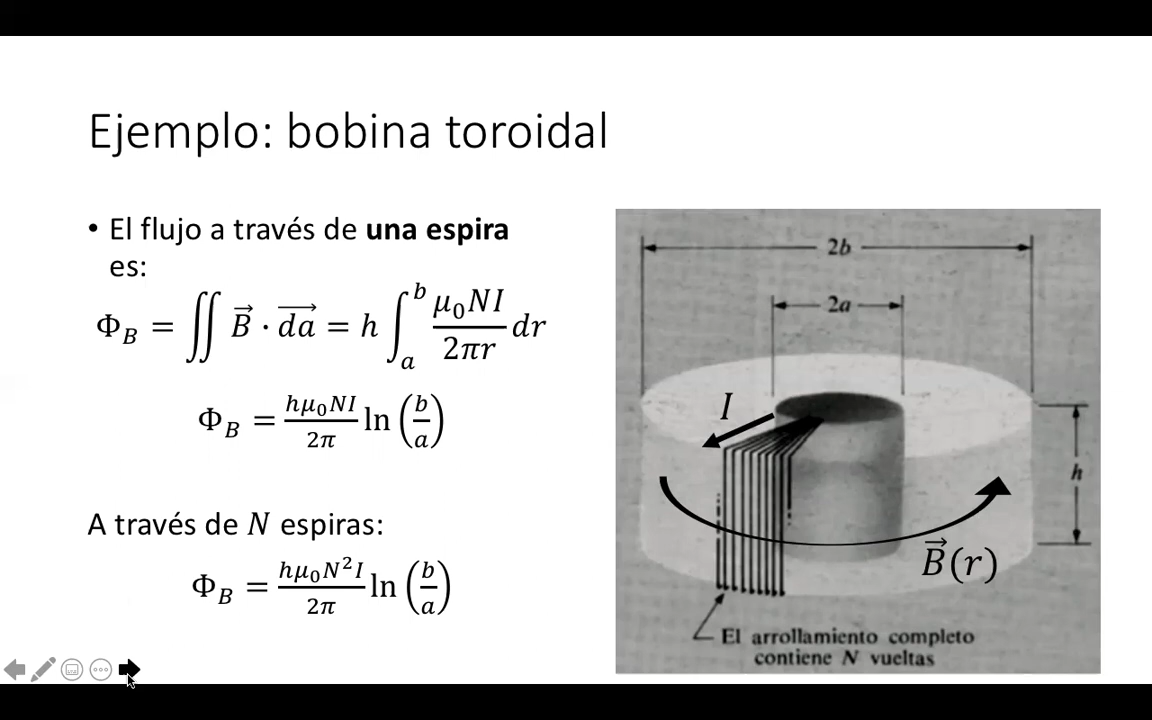 Ejemplo: bobina toroidal
• El flujo a través de una espira
es:
Φ_B = ∬ B⃗ · da⃗ = h ∫_a^b μ₀NI/2πr dr
Φ_B = hμ₀NI/2π ln(b/a)
A través de N espiras:
Φ_B = hμ₀N²I/2π ln(b/a)
2b
2a
I
h
B⃗(r)
El arrollamiento completo
contiene N vueltas